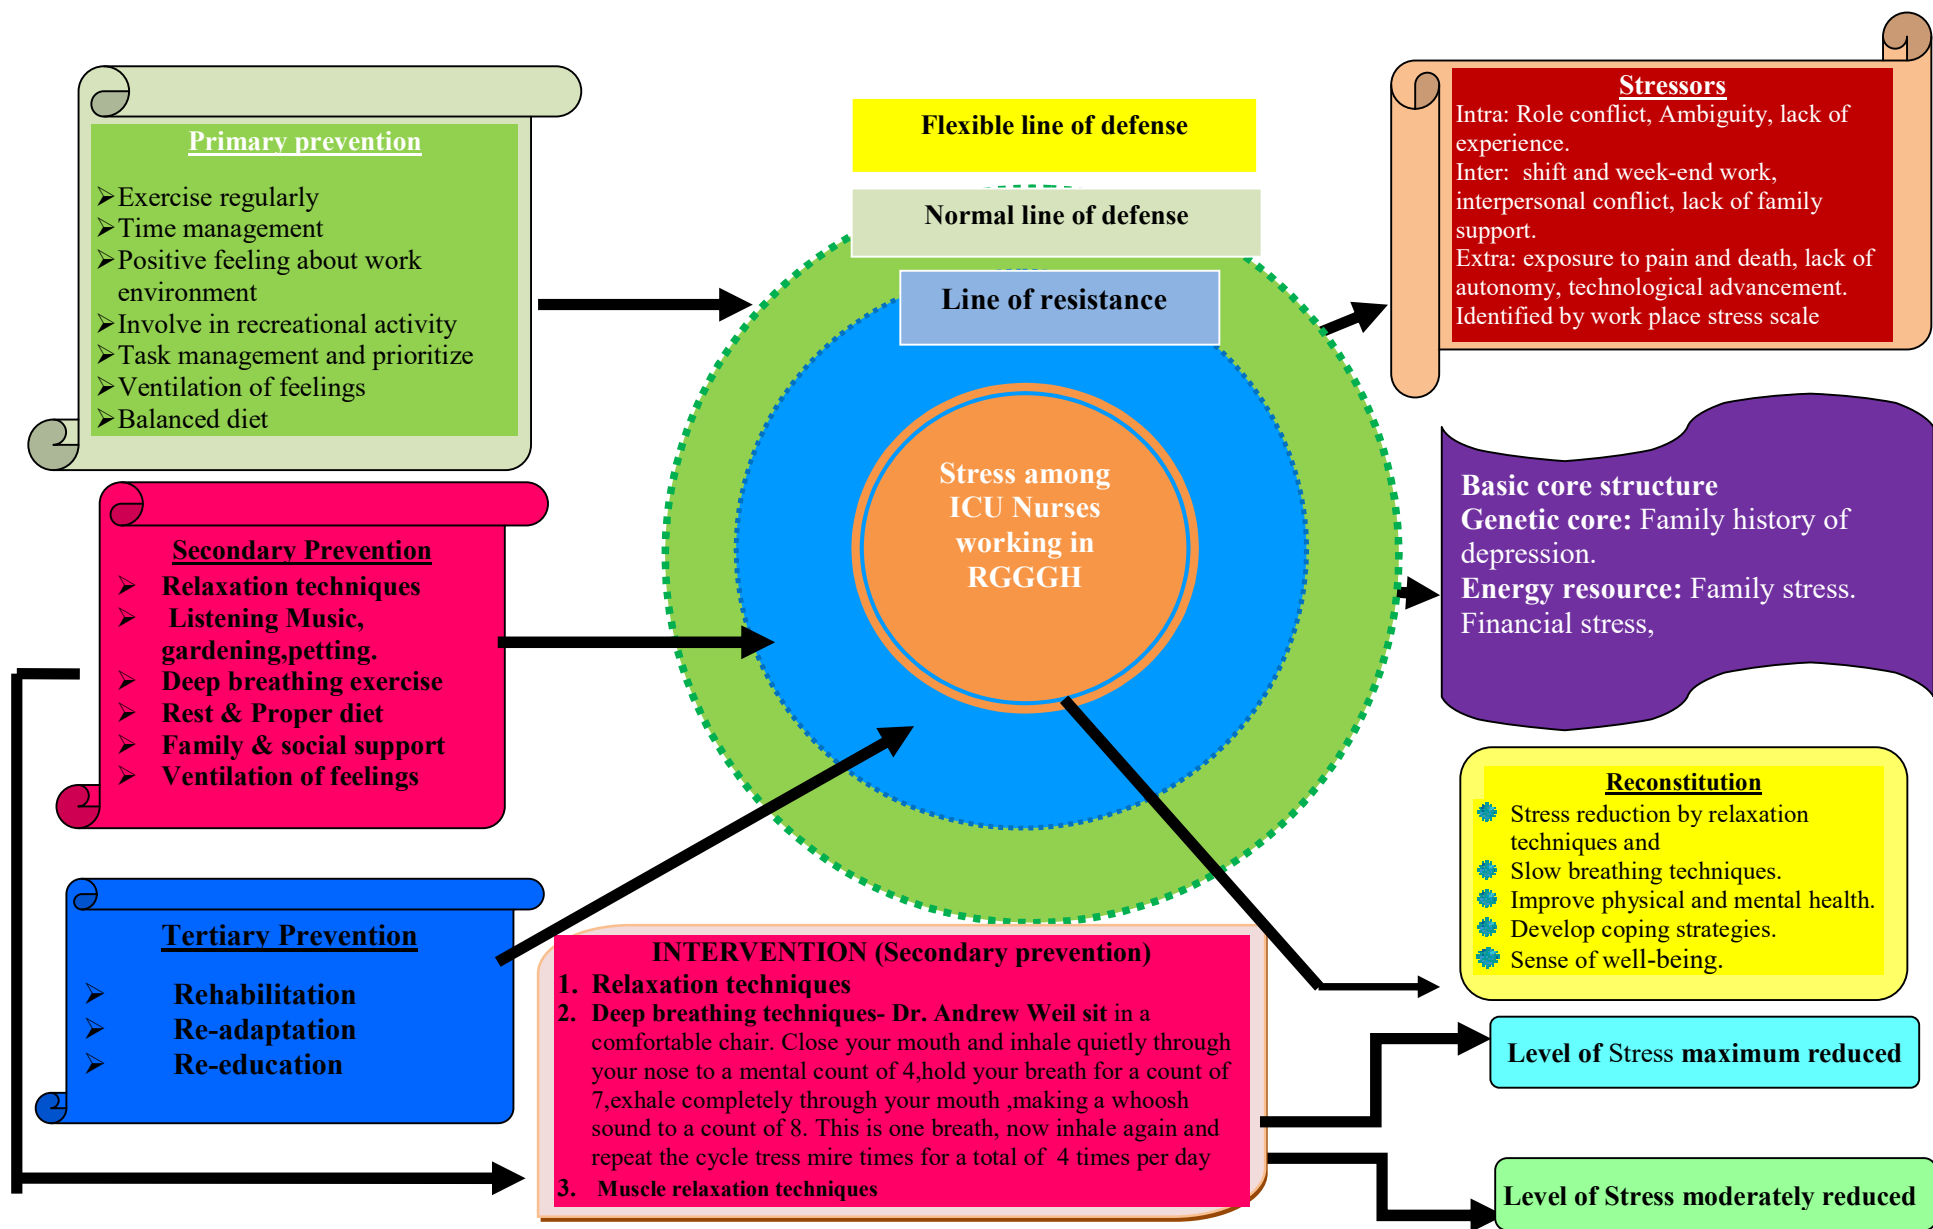 Primary prevention
➢Exercise regularly
➢Time management
➢Positive feeling about work
environment
➢Involve in recreational activity
➢Task management and prioritize
➢Ventilation of feelings
➢Balanced diet
Secondary Prevention
➢ Relaxation techniques
➢ Listening Music,
gardening,petting.
➢ Deep breathing exercise
➢ Rest & Proper diet
➢ Family & social support
➢ Ventilation of feelings
Tertiary Prevention
➢ Rehabilitation
➢ Re-adaptation
➢ Re-education
Flexible line of defense
Normal line of defense
Line of resistance
Stress among
ICU Nurses
working in
RGGGH
INTERVENTION (Secondary prevention)
1. Relaxation techniques
2. Deep breathing techniques- Dr. Andrew Weil sit in a
comfortable chair. Close your mouth and inhale quietly through
your nose to a mental count of 4,hold your breath for a count of
7,exhale completely through your mouth ,making a whoosh
sound to a count of 8. This is one breath, now inhale again and
repeat the cycle tress mire times for a total of 4 times per day
3. Muscle relaxation techniques
Stressors
Intra: Role conflict, Ambiguity, lack of
experience.
Inter: shift and week-end work,
interpersonal conflict, lack of family
support.
Extra: exposure to pain and death, lack of
autonomy, technological advancement.
Identified by work place stress scale
Basic core structure
Genetic core: Family history of
depression.
Energy resource: Family stress.
Financial stress,
Reconstitution
Stress reduction by relaxation
techniques and
Slow breathing techniques.
Improve physical and mental health.
Develop coping strategies.
Sense of well-being.
Level of Stress maximum reduced
Level of Stress moderately reduced